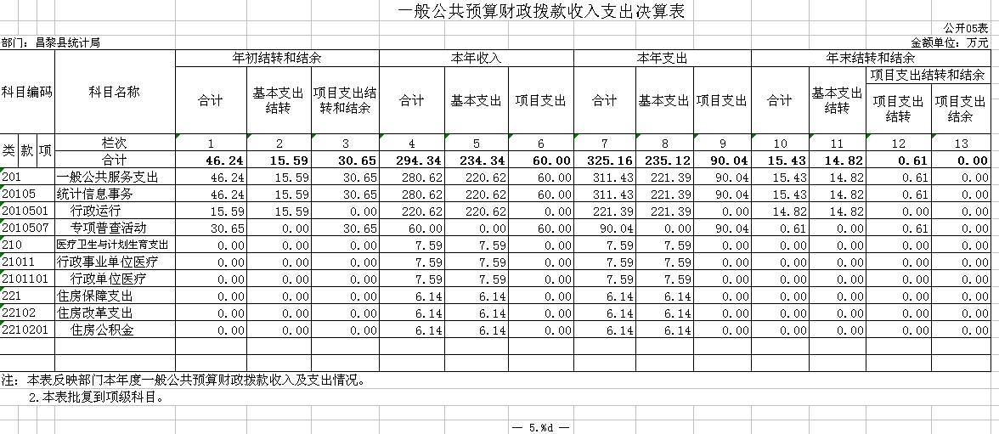 一般公共预算财政拨款收入支出决算表
公开05表
部门：昌黎县统计局 金额单位：万元
科目编码 科目名称 年初结转和结余 本年收入 本年支出 年末结转和结余
合计 基本支出结转 项目支出结转和结余 合计 基本支出 项目支出 合计 基本支出 项目支出 合计 基本支出结转 项目支出结转和结余
项目支出结转 项目支出结余
类 款 项 栏次 1 2 3 4 5 6 7 8 9 10 11 12 13
合计 46.24 15.59 30.65 294.34 234.34 60.00 325.16 235.12 90.04 15.43 14.82 0.61 0.00
201 一般公共服务支出 46.24 15.59 30.65 280.62 220.62 60.00 311.43 221.39 90.04 15.43 14.82 0.61 0.00
20105 统计信息事务 46.24 15.59 30.65 280.62 220.62 60.00 311.43 221.39 90.04 15.43 14.82 0.61 0.00
2010501 行政运行 15.59 15.59 0.00 220.62 220.62 0.00 221.39 221.39 0.00 14.82 14.82 0.00 0.00
2010507 专项普查活动 30.65 0.00 30.65 60.00 0.00 60.00 90.04 0.00 90.04 0.61 0.00 0.61 0.00
210 医疗卫生与计划生育支出 0.00 0.00 0.00 7.59 7.59 0.00 7.59 7.59 0.00 0.00 0.00 0.00 0.00
21011 行政事业单位医疗 0.00 0.00 0.00 7.59 7.59 0.00 7.59 7.59 0.00 0.00 0.00 0.00 0.00
2101101 行政单位医疗 0.00 0.00 0.00 7.59 7.59 0.00 7.59 7.59 0.00 0.00 0.00 0.00 0.00
221 住房保障支出 0.00 0.00 0.00 6.14 6.14 0.00 6.14 6.14 0.00 0.00 0.00 0.00 0.00
22102 住房改革支出 0.00 0.00 0.00 6.14 6.14 0.00 6.14 6.14 0.00 0.00 0.00 0.00 0.00
2210201 住房公积金 0.00 0.00 0.00 6.14 6.14 0.00 6.14 6.14 0.00 0.00 0.00 0.00 0.00
注：本表反映部门本年度一般公共预算财政拨款收入及支出情况。
2.本表批复到项级科目。
— 5.%d —